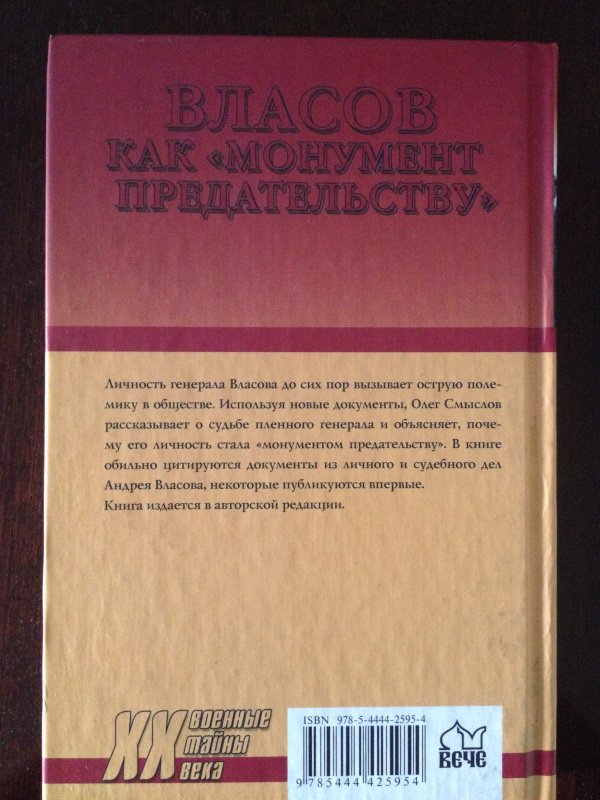 ВЛАСОВ
КАК «МОНУМЕНТ
ПРЕДАТЕЛЬСТВУ»
Личность генерала Власова до сих пор вызывает острую поле-
мику в обществе. Используя новые документы, Олег Смыслов
рассказывает о судьбе пленного генерала и объясняет, поче-
му его личность стала «монументом предательству». В книге
обильно цитируются документы из личного и судебного дел
Андрея Власова, некоторые публикуются впервые.
Книга издается в авторской редакции.
XX ВОЕННЫЕ
ТАЙНЫ
ВЕКА
ISBN 978-5-4444-2595-4
9 785444 425954
ВЕЧЕ